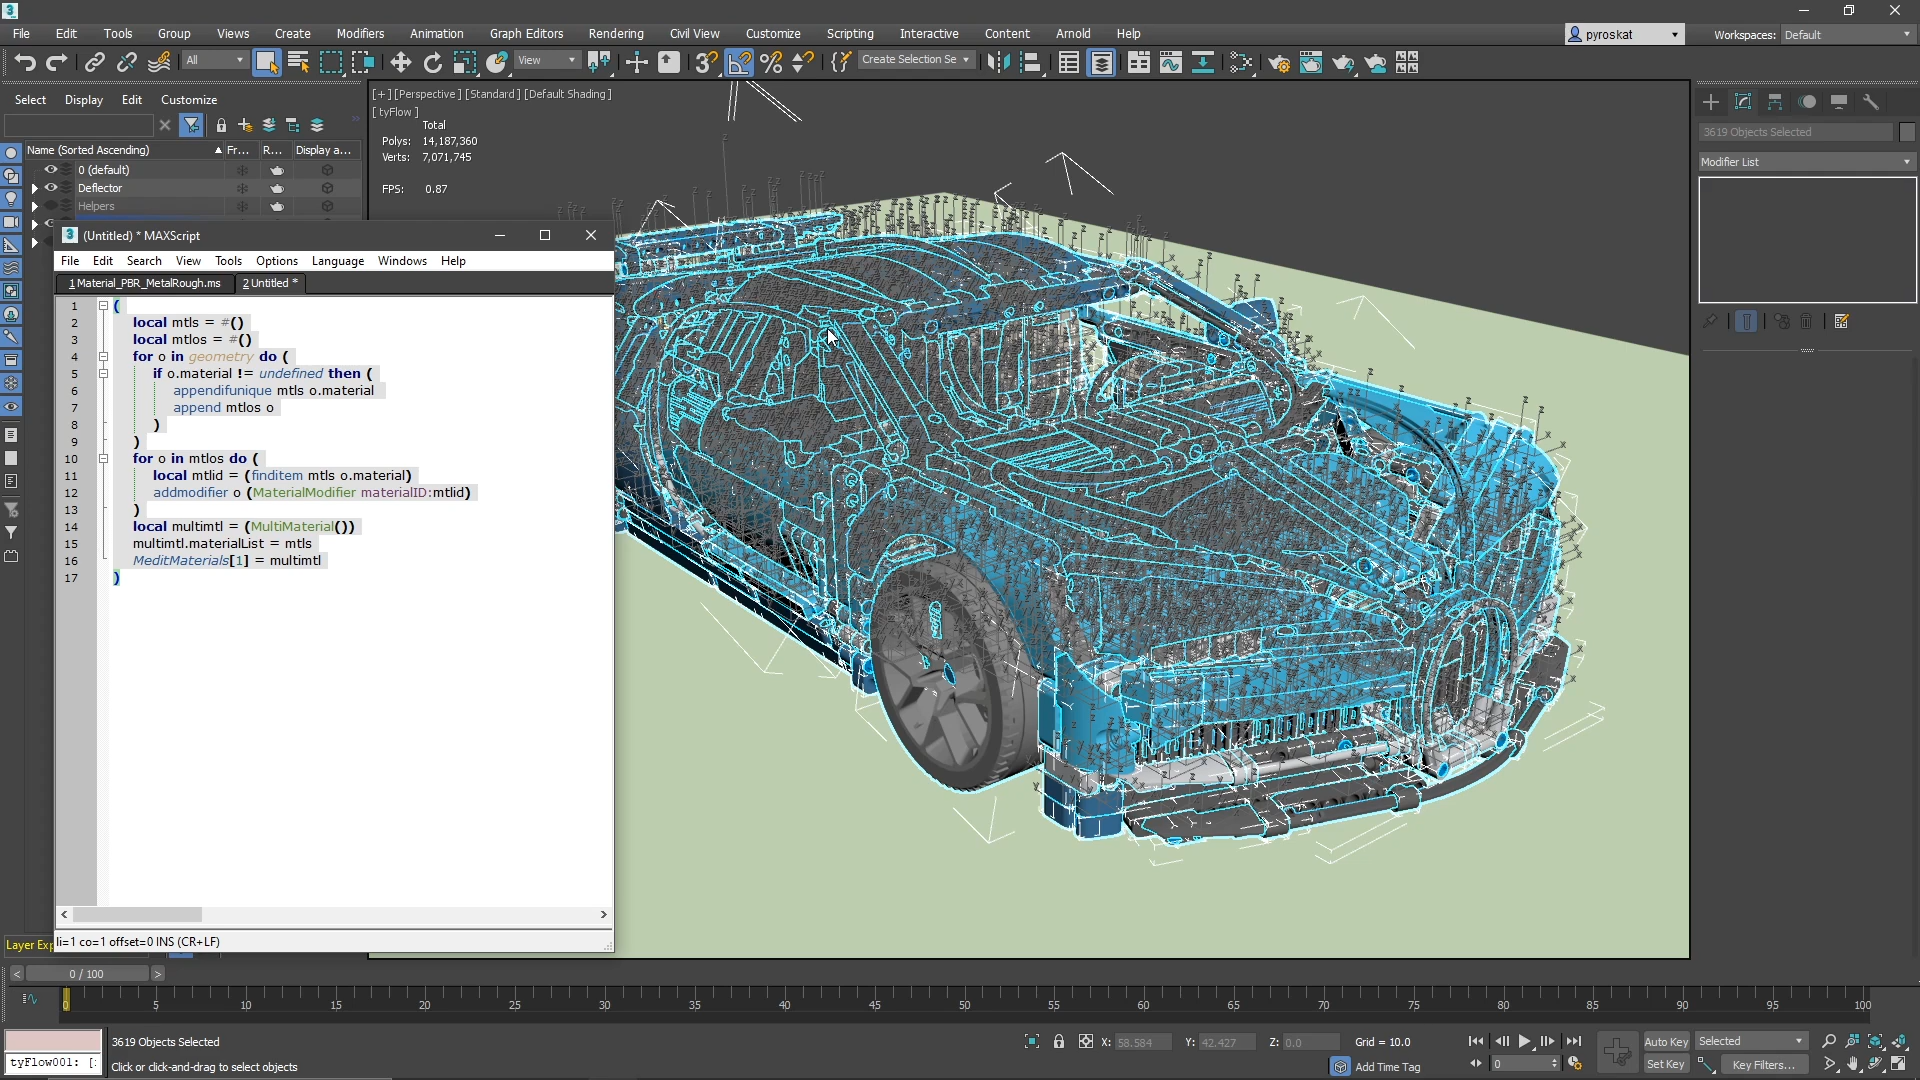 File Edit Tools Group Views Create Modifiers Animation Graph Editors Rendering Civil View Customize Scripting Interactive Content Arnold Help pyroskat Workspaces: Default
All View Create Selection Se
Select Display Edit Customize
Name (Sorted Ascending) Fr... R... Display a...
0 (default)
Deflector
Helpers
[+] [Perspective] [Standard] [Default Shading]
[tyFlow]
Total
Polys: 14,187,360
Verts: 7,071,745
FPS: 0.87
3619 Objects Selected
Modifier List
(Untitled) * MAXScript
File Edit Search View Tools Options Language Windows Help
1 Material_PBR_MetalRough.ms 2 Untitled *
1 (
2 local mtls = #()
3 local mtlos = #()
4 for o in geometry do (
5 if o.material != undefined then (
6 appendifunique mtls o.material
7 append mtlos o
8 )
9 )
10 for o in mtlos do (
11 local mtlid = (finditem mtls o.material)
12 addmodifier o (MaterialModifier materialID:mtlid)
13 )
14 local multimtl = (MultiMaterial())
15 multimtl.materialList = mtls
16 MeditMaterials[1] = multimtl
17 )
li=1 co=1 offset=0 INS (CR+LF)
Layer Exp
< 0 / 100 >
0 5 10 15 20 25 30 35 40 45 50 55 60 65 70 75 80 85 90 95 100
3619 Objects Selected X: 58.584 Y: 42.427 Z: 0.0 Grid = 10.0 Auto Key Selected
tyFlow001: [ Click or click-and-drag to select objects Add Time Tag 0 Set Key Key Filters...